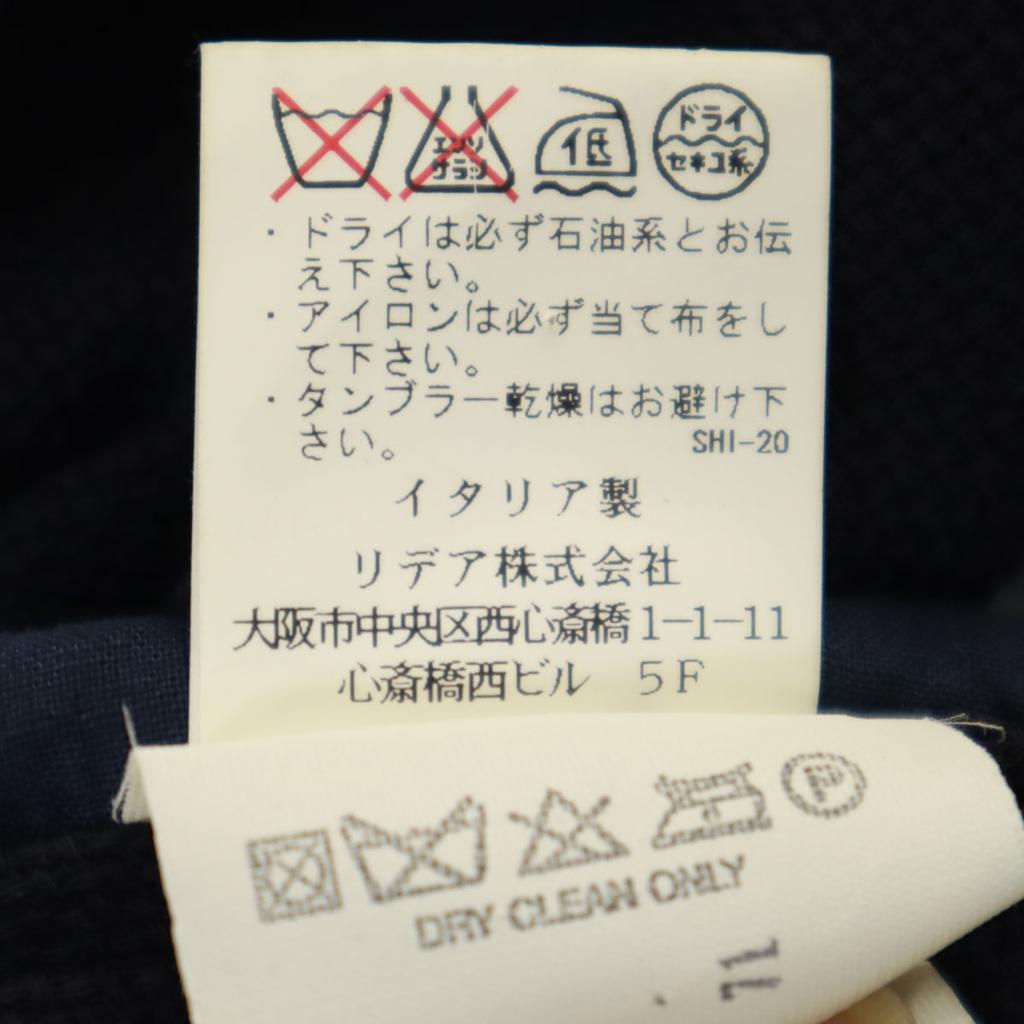 エンソ
サラシ
低
ドライ
セキユ系
・ドライは必ず石油系とお伝
え下さい。
・アイロンは必ず当て布をし
て下さい。
・タンブラー乾燥はお避け下
さい。
SHI-20
イタリア製
リデア株式会社
大阪市中央区西心斎橋1-1-11
心斎橋西ビル 5F
DRY CLEAN ONLY
71